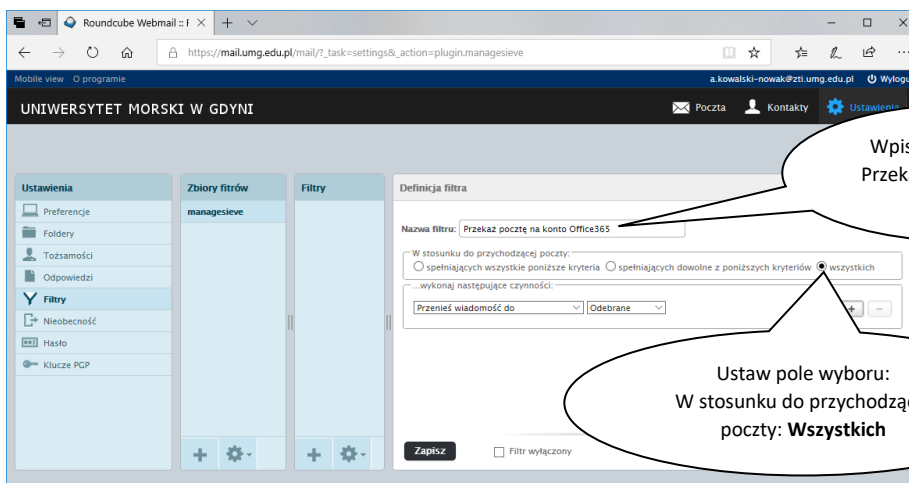 Roundcube Webmail :: F
https://mail.umg.edu.pl/mail/?_task=settings&_action=plugin.managesieve
Mobile view O programie
a.kowalski-nowak@zti.umg.edu.pl Wylogu
UNIWERSYTET MORSKI W GDYNI
Poczta Kontakty Ustawienia
Wpis
Przek
Ustawienia
Preferencje
Foldery
Tożsamości
Odpowiedzi
Filtry
Nieobecność
Hasło
Klucze PGP
Zbiory fitrów
managesieve
Filtry
Definicja filtra
Nazwa filtru: Przekaż pocztę na konto Office365
W stosunku do przychodzącej poczty:
spełniających wszystkie poniższe kryteria spełniających dowolne z poniższych kryteriów wszystkich
...wykonaj następujące czynności:
Przenieś wiadomość do Odebrane
Ustaw pole wyboru:
W stosunku do przychodzą
poczty: Wszystkich
Zapisz Filtr wyłączony